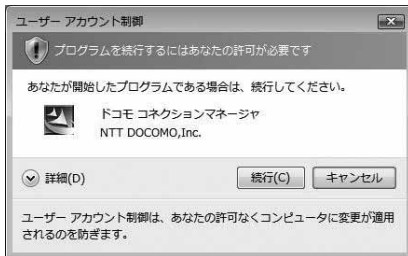 ユーザー アカウント制御
プログラムを続行するにはあなたの許可が必要です
あなたが開始したプログラムである場合は、続行してください。
ドコモ コネクションマネージャ
NTT DOCOMO,Inc.
詳細(D)
続行(C)
キャンセル
ユーザー アカウント制御は、あなたの許可なくコンピュータに変更が適用
されるのを防ぎます。